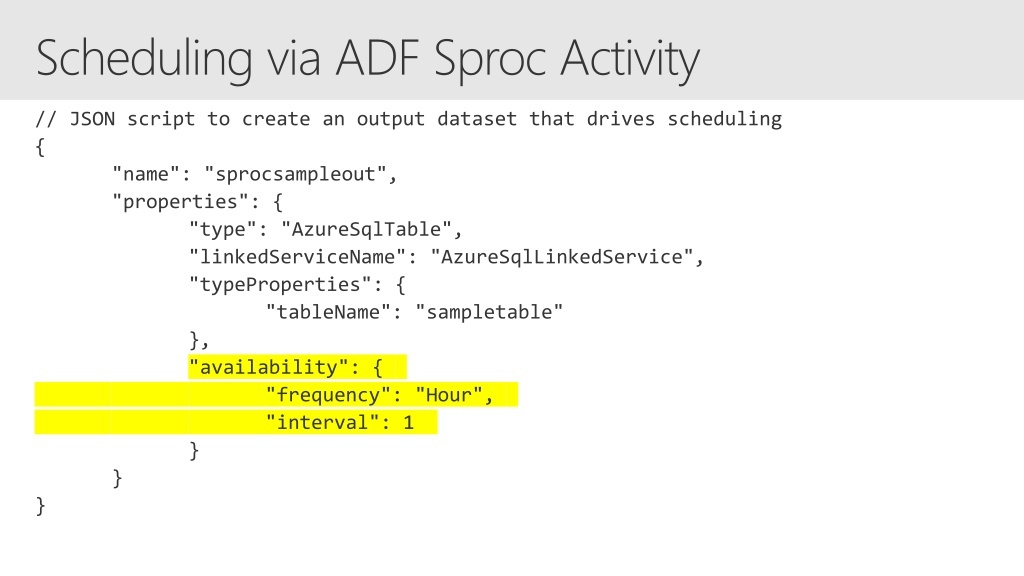 Scheduling via ADF Sproc Activity
// JSON script to create an output dataset that drives scheduling
{
"name": "sprocsampleout",
"properties": {
"type": "AzureSqlTable",
"linkedServiceName": "AzureSqlLinkedService",
"typeProperties": {
"tableName": "sampletable"
},
"availability": {
"frequency": "Hour",
"interval": 1
}
}
}